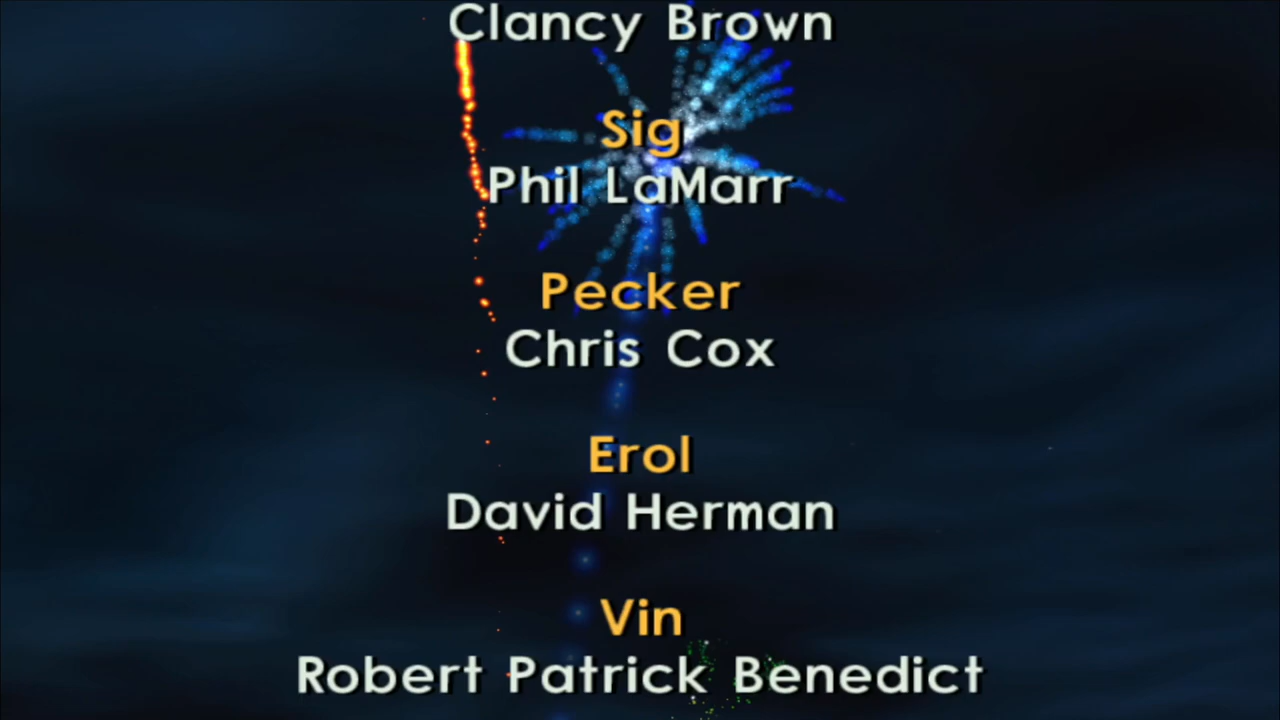 Clancy Brown
Sig
Phil LaMarr
Pecker
Chris Cox
Erol
David Herman
Vin
Robert Patrick Benedict